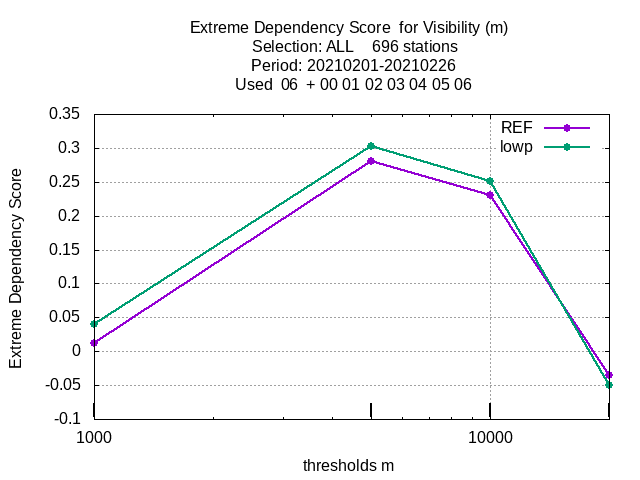 Extreme Dependency Score  for Visibility (m)
Selection: ALL    696 stations
Period: 20210201-20210226
Used  06  + 00 01 02 03 04 05 06
REF
lowp
0.35
0.3
0.25
0.2
0.15
0.1
0.05
0
-0.05
-0.1
Extreme Dependency Score
1000
10000
thresholds m